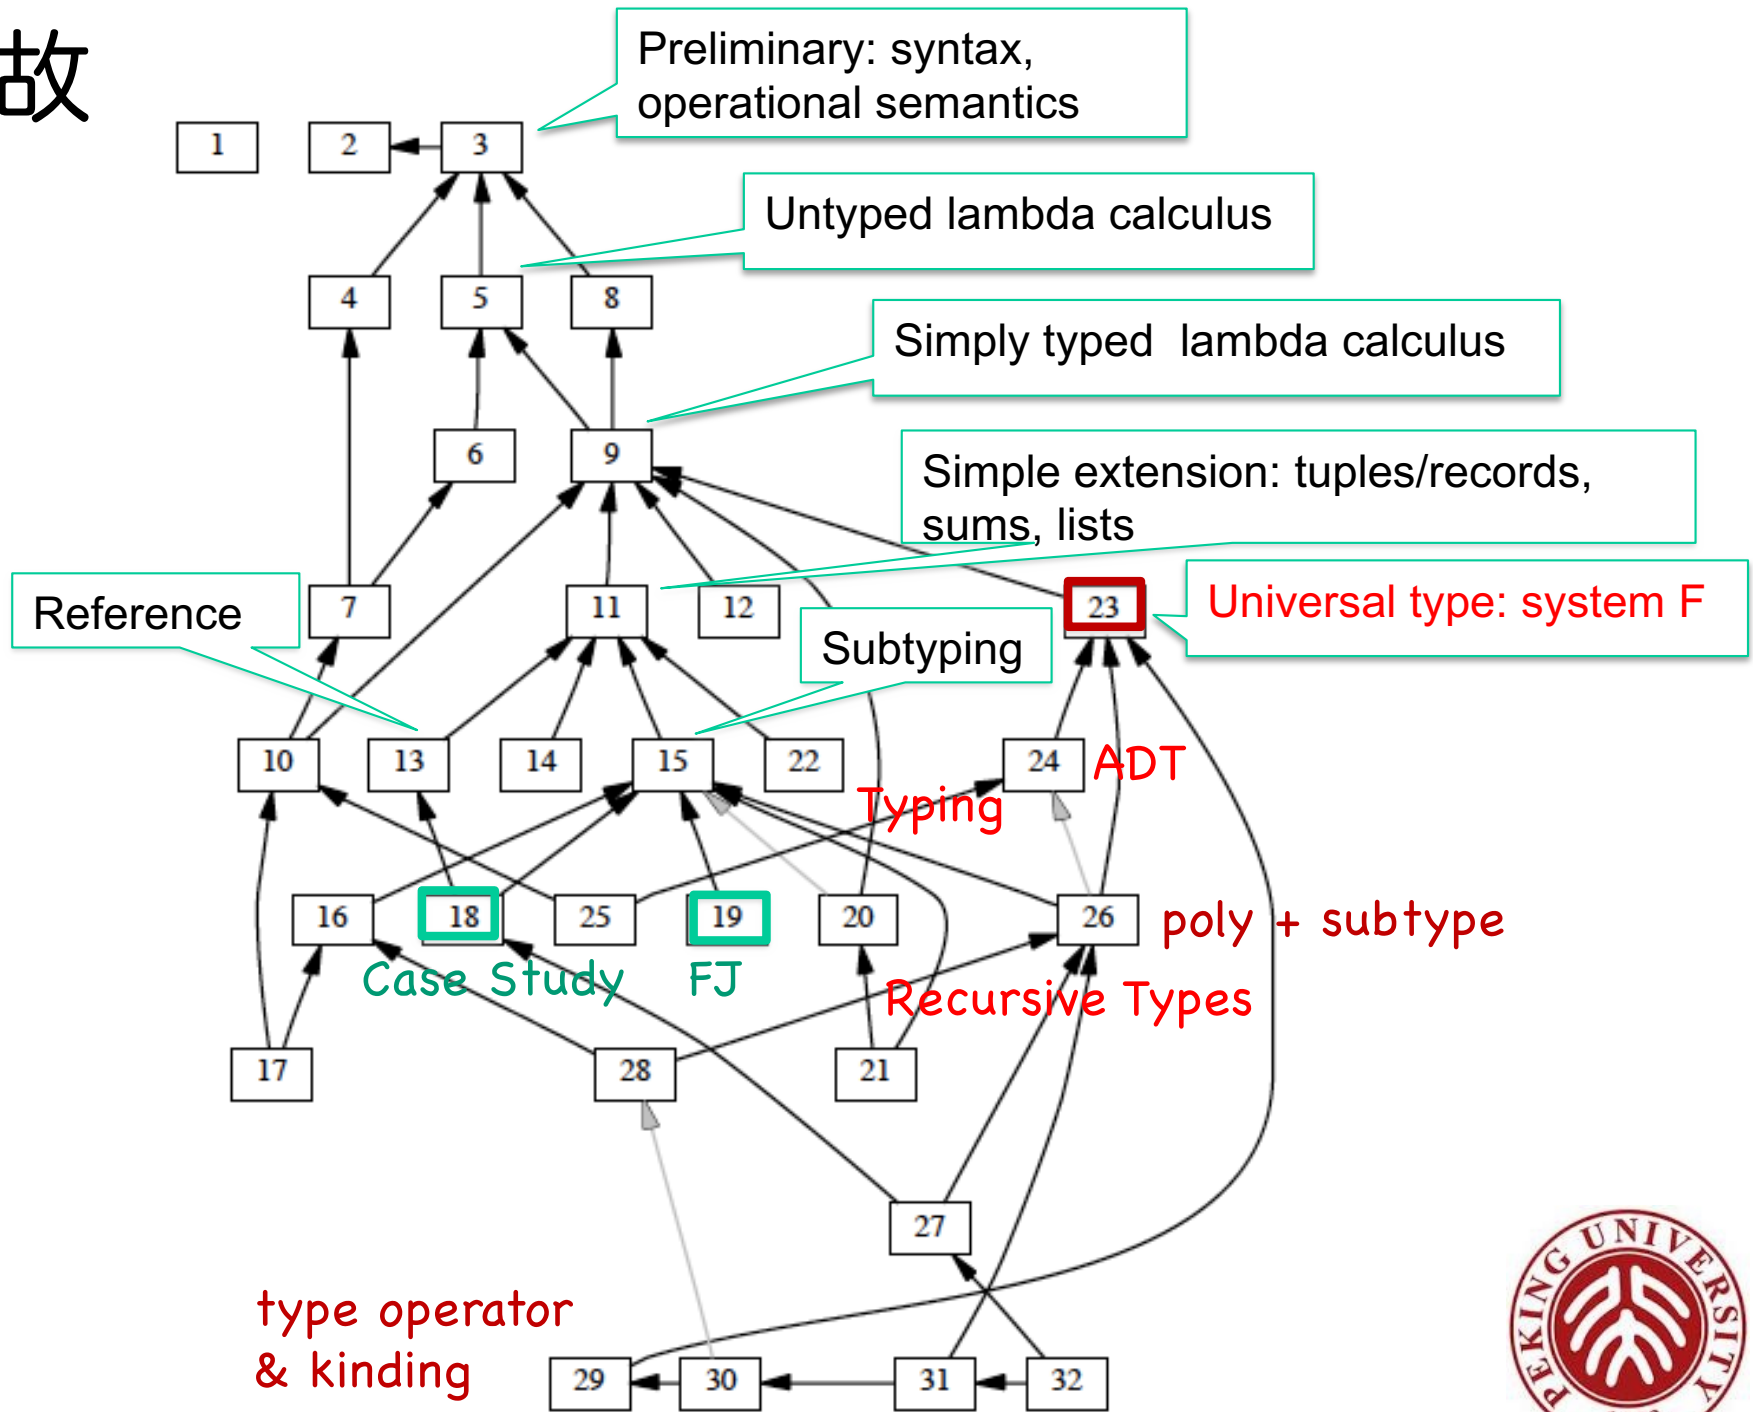 故
Preliminary: syntax,
operational semantics
1
2
3
Untyped lambda calculus
4
5
8
Simply typed lambda calculus
6
9
Simple extension: tuples/records,
sums, lists
Reference
7
11
12
23
Universal type: system F
Subtyping
10
13
14
15
22
24
ADT
Typing
16
18
25
19
20
26
poly + subtype
Case Study
FJ
Recursive Types
17
28
21
27
type operator
& kinding
29
30
31
32
PEKING UNIVERSITY